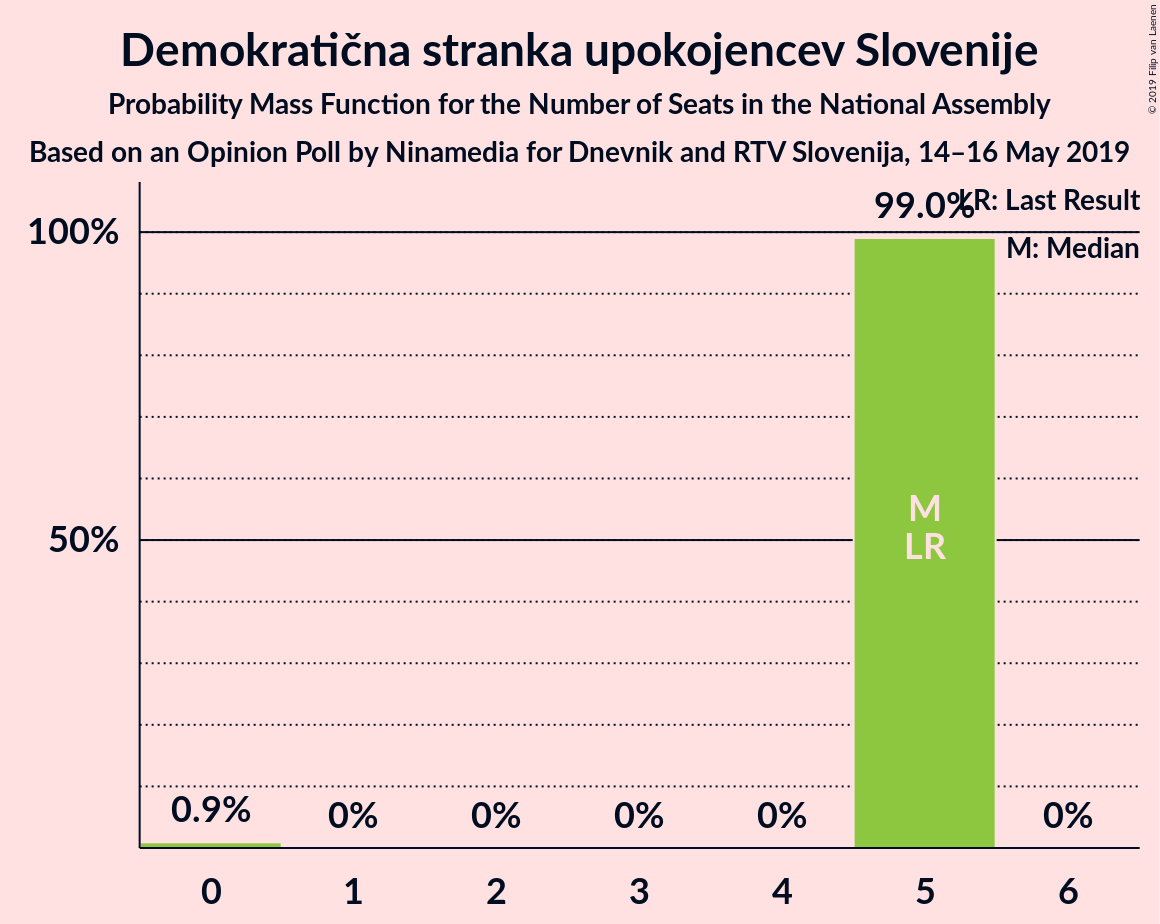 Demokratična stranka upokojencev Slovenije
Probability Mass Function for the Number of Seats in the National Assembly
Based on an Opinion Poll by Ninamedia for Dnevnik and RTV Slovenija, 14–16 May 2019
© 2019 Filip van Laenen
LR: Last Result
M: Median
99.0%
100%
50%
M
LR
0.9%
0%
0%
0%
0%
0%
0
1
2
3
4
5
6